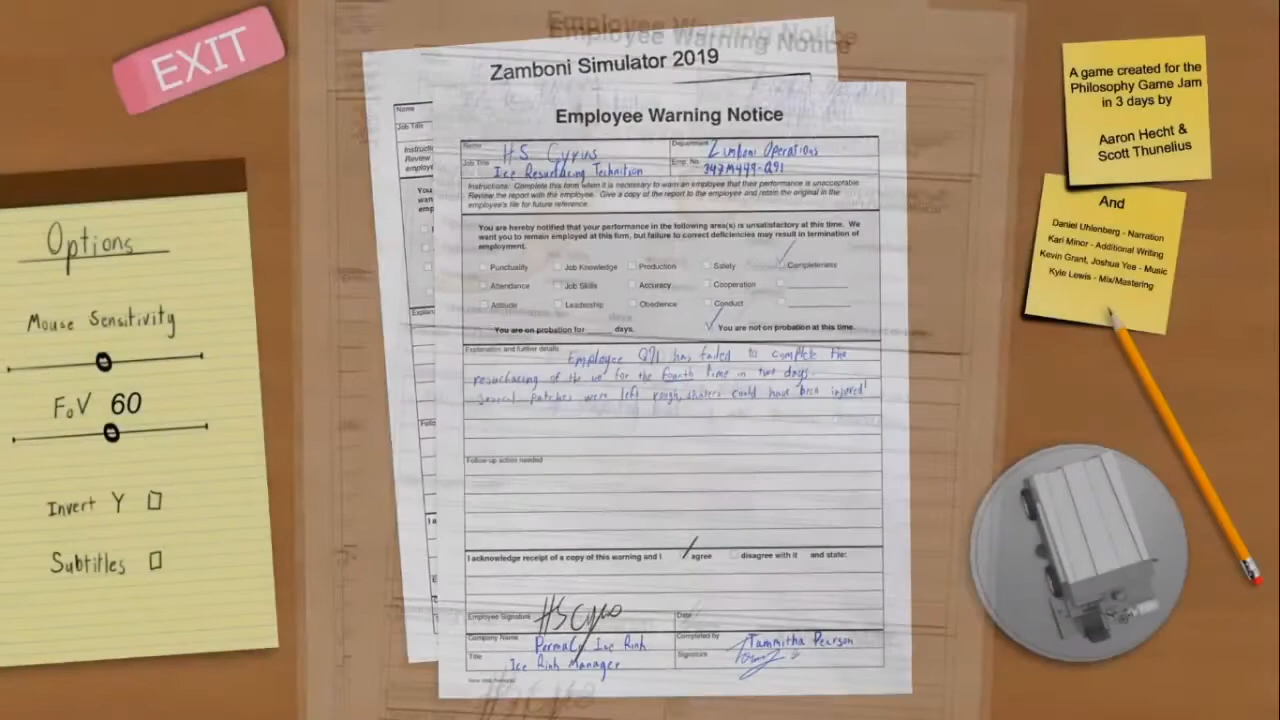 EXIT
Options
Mouse Sensitivity
FoV 60
Invert Y
Subtitles
Employee Warning Notice
Employee Warning Notice
Zamboni Simulator 2019
Name
Job Title
Employee Warning Notice
Name
H.S. Cyrus
Department
Zamboni Operations
Job Title
Ice Resurfacing Technition
Emp. No.
347M449-Q91
Instructions: Complete this form when it is necessary to warn an employee that their performance is unacceptable.
Review the report with the employee. Give a copy of the report to the employee and retain the original in the
employee's file for future reference.
You are hereby notified that your performance in the following area(s) is unsatisfactory at this time. We
want you to remain employed at this firm, but failure to correct deficiencies may result in termination of
employment.
Punctuality Job Knowledge Production Safety Completeness
Attendance Job Skills Accuracy Cooperation
Attitude Leadership Obedience Conduct
You are on probation for ______ days. You are not on probation at this time.
Explanation and further details
Employee Q91 has failed to complete the
resurfacing of the ice for the fourth time in two days.
Several patches were left rough, skaters could have been injured
Follow-up action needed
I acknowledge receipt of a copy of this warning and I agree disagree with it and state:
Employee Signature
Date
Company Name
Ice Rink
Completed by
Tammitha Pearson
Title
Ice Rink Manager
Signature
A game created for the
Philosophy Game Jam
in 3 days by
Aaron Hecht &
Scott Thunelius
And
Daniel Uhlenberg - Narration
Kari Minor - Additional Writing
Kevin Grant, Joshua Yee - Music
Kyle Lewis - Mix/Mastering